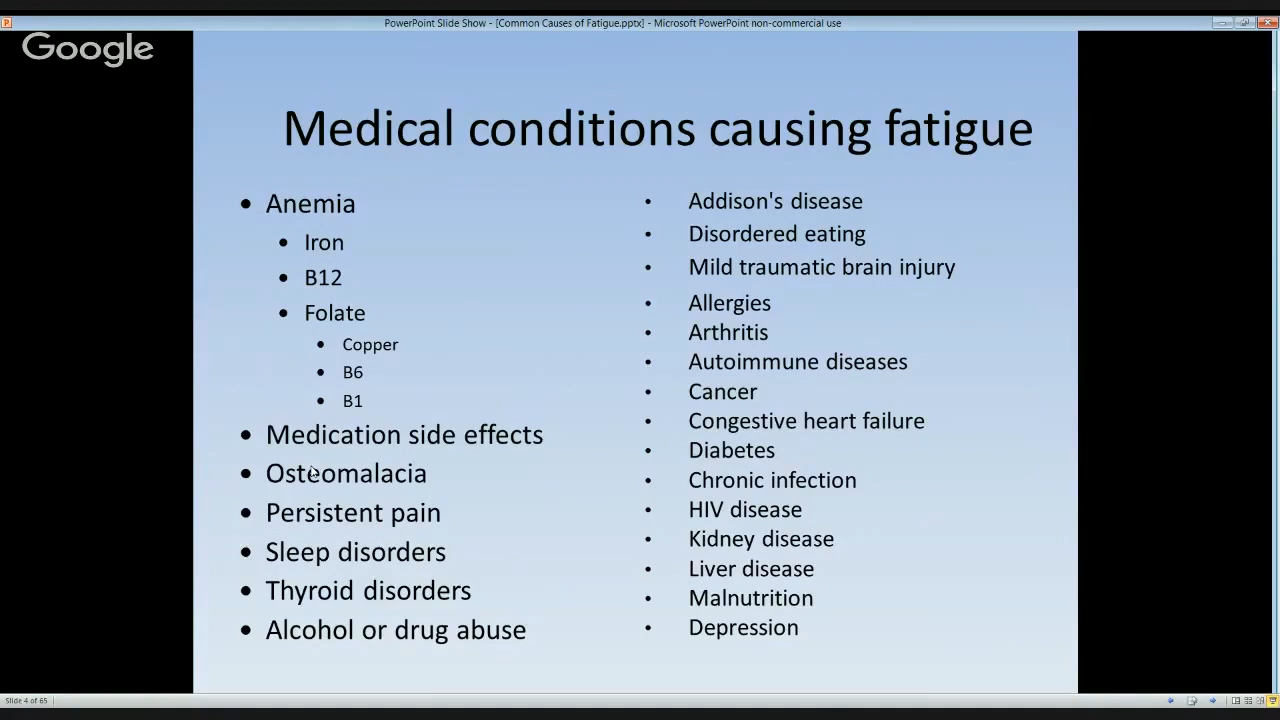 PowerPoint Slide Show - [Common Causes of Fatigue.pptx] - Microsoft PowerPoint non-commercial use
Google
Medical conditions causing fatigue
• Anemia
• Iron
• B12
• Folate
• Copper
• B6
• B1
• Medication side effects
• Osteomalacia
• Persistent pain
• Sleep disorders
• Thyroid disorders
• Alcohol or drug abuse
• Addison's disease
• Disordered eating
• Mild traumatic brain injury
• Allergies
• Arthritis
• Autoimmune diseases
• Cancer
• Congestive heart failure
• Diabetes
• Chronic infection
• HIV disease
• Kidney disease
• Liver disease
• Malnutrition
• Depression
Slide 4 of 65